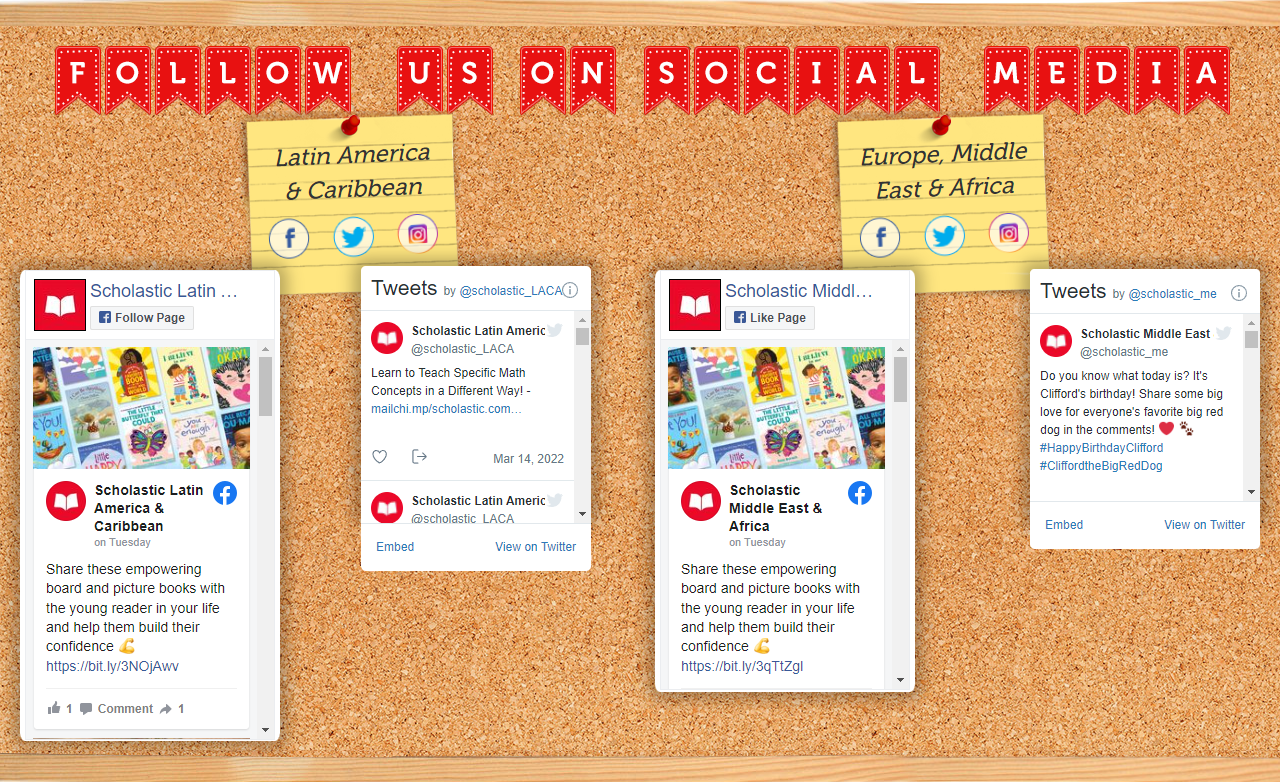 FOLLOW US ON SOCIAL MEDIA
Latin America
& Caribbean
Europe, Middle
East & Africa
Scholastic Latin …
Follow Page
Scholastic Latin
America &
Caribbean
on Tuesday
Share these empowering
board and picture books with
the young reader in your life
and help them build their
confidence 💪
https://bit.ly/3NOjAwv
1 Comment 1
Tweets by @scholastic_LACA
Scholastic Latin Americ
@scholastic_LACA
Learn to Teach Specific Math
Concepts in a Different Way! -
mailchi.mp/scholastic.com…
Mar 14, 2022
Scholastic Latin Americ
@scholastic_LACA
Embed View on Twitter
Scholastic Middl…
Like Page
Scholastic
Middle East &
Africa
on Tuesday
Share these empowering
board and picture books with
the young reader in your life
and help them build their
confidence 💪
https://bit.ly/3qTtZgI
Tweets by @scholastic_me
Scholastic Middle East
@scholastic_me
Do you know what today is? It's
Clifford's birthday! Share some big
love for everyone's favorite big red
dog in the comments! ❤️ 🐾
#HappyBirthdayClifford
#CliffordtheBigRedDog
Embed View on Twitter